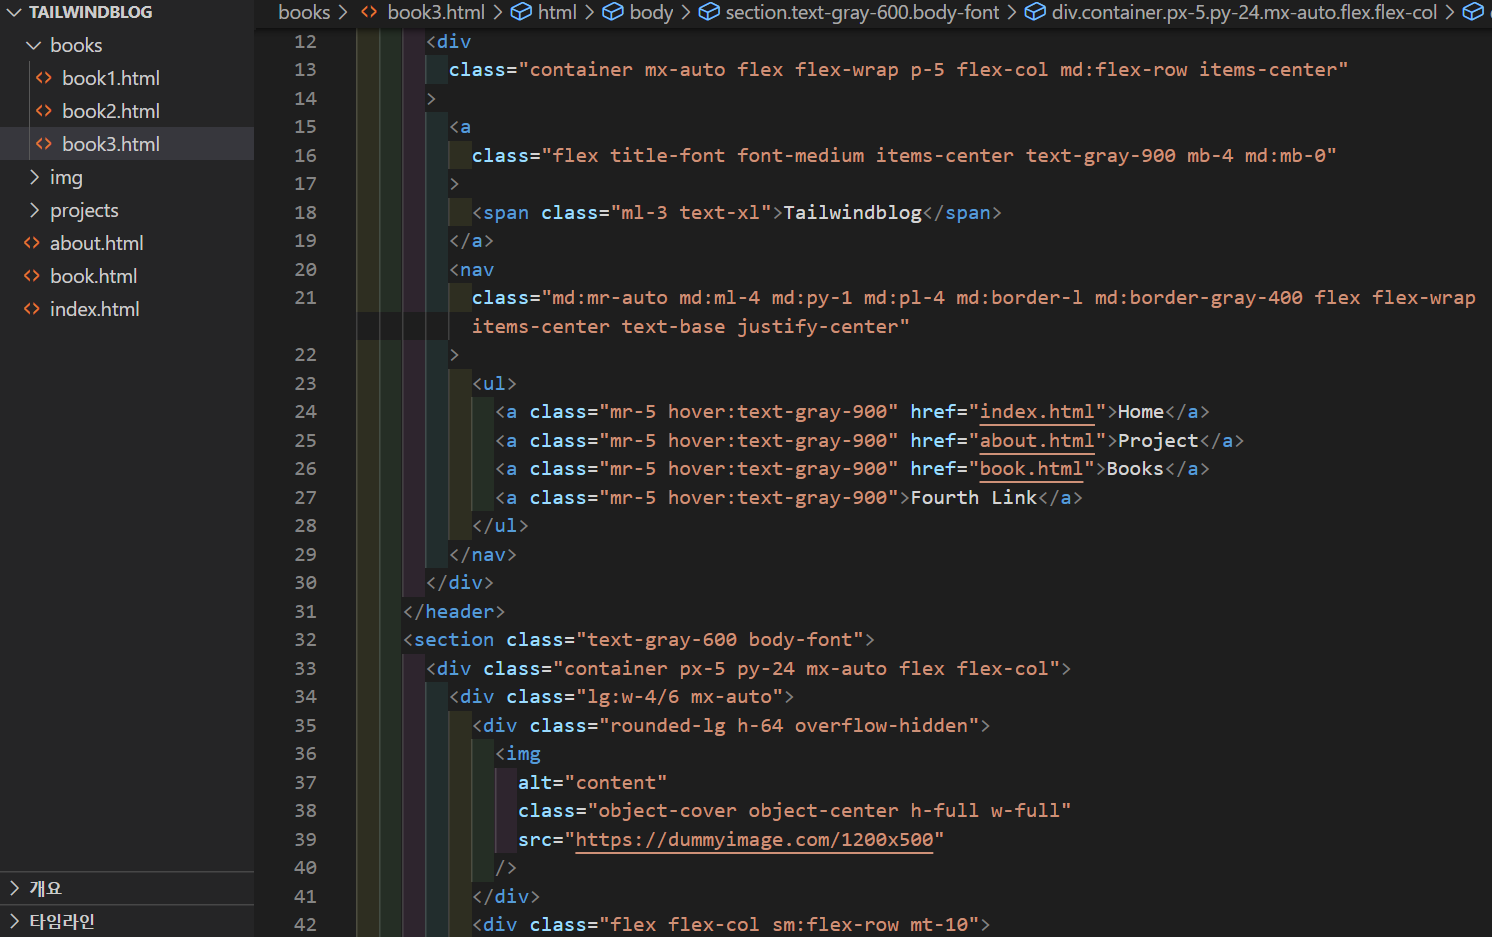 TAILWINDBLOG
books
book1.html
book2.html
book3.html
img
projects
about.html
book.html
index.html
개요
타임라인
books > book3.html > html > body > section.text-gray-600.body-font > div.container.px-5.py-24.mx-auto.flex.flex-col >
12 <div
13 class="container mx-auto flex flex-wrap p-5 flex-col md:flex-row items-center"
14 >
15 <a
16 class="flex title-font font-medium items-center text-gray-900 mb-4 md:mb-0"
17 >
18 <span class="ml-3 text-xl">Tailwindblog</span>
19 </a>
20 <nav
21 class="md:mr-auto md:ml-4 md:py-1 md:pl-4 md:border-l md:border-gray-400 flex flex-wrap
items-center text-base justify-center"
22 >
23 <ul>
24 <a class="mr-5 hover:text-gray-900" href="index.html">Home</a>
25 <a class="mr-5 hover:text-gray-900" href="about.html">Project</a>
26 <a class="mr-5 hover:text-gray-900" href="book.html">Books</a>
27 <a class="mr-5 hover:text-gray-900">Fourth Link</a>
28 </ul>
29 </nav>
30 </div>
31 </header>
32 <section class="text-gray-600 body-font">
33 <div class="container px-5 py-24 mx-auto flex flex-col">
34 <div class="lg:w-4/6 mx-auto">
35 <div class="rounded-lg h-64 overflow-hidden">
36 <img
37 alt="content"
38 class="object-cover object-center h-full w-full"
39 src="https://dummyimage.com/1200x500"
40 />
41 </div>
42 <div class="flex flex-col sm:flex-row mt-10">